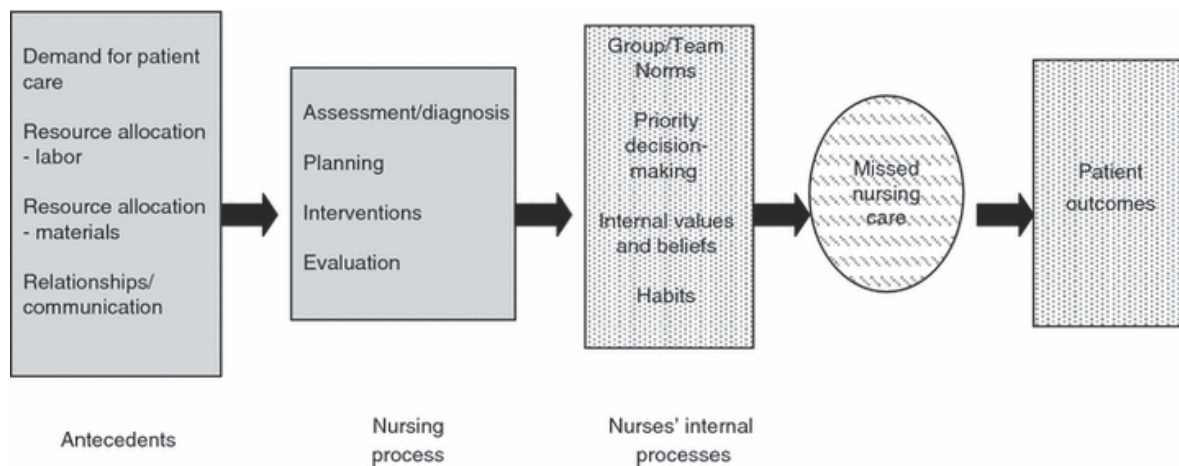 Demand for patient
care
Resource allocation
- labor
Resource allocation
- materials
Relationships/
communication
Assessment/diagnosis
Planning
Interventions
Evaluation
Group/Team
Norms
Priority
decision-
making
Internal values
and beliefs
Habits
Missed
nursing
care
Patient
outcomes
Antecedents
Nursing
process
Nurses' internal
processes